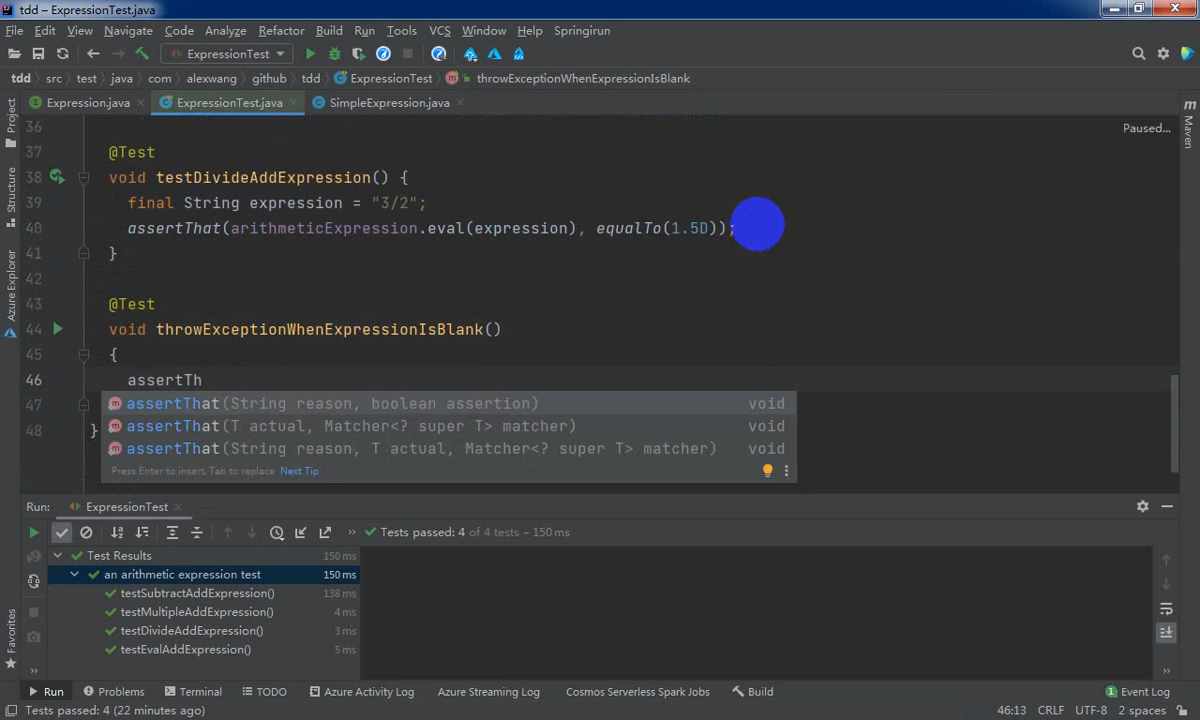 tdd – ExpressionTest.java
File Edit View Navigate Code Analyze Refactor Build Run Tools VCS Window Help Springirun
ExpressionTest
tdd src test java com alexwang github tdd ExpressionTest throwExceptionWhenExpressionIsBlank
Expression.java ExpressionTest.java SimpleExpression.java
Paused...
36
37 @Test
38 void testDivideAddExpression() {
39 final String expression = "3/2";
40 assertThat(arithmeticExpression.eval(expression), equalTo(1.5D));
41 }
42
43 @Test
44 void throwExceptionWhenExpressionIsBlank()
45 {
46 assertTh
47
48 }
assertThat(String reason, boolean assertion) void
assertThat(T actual, Matcher<? super T> matcher) void
assertThat(String reason, T actual, Matcher<? super T> matcher) void
Press Enter to insert, Tab to replace Next Tip
Project
Structure
Azure Explorer
Favorites
Maven
Run: ExpressionTest
Tests passed: 4 of 4 tests – 150 ms
Test Results 150 ms
an arithmetic expression test 150 ms
testSubtractAddExpression() 138 ms
testMultipleAddExpression() 4 ms
testDivideAddExpression() 3 ms
testEvalAddExpression() 5 ms
Run Problems Terminal TODO Azure Activity Log Azure Streaming Log Cosmos Serverless Spark Jobs Build 1 Event Log
Tests passed: 4 (22 minutes ago) 46:13 CRLF UTF-8 2 spaces